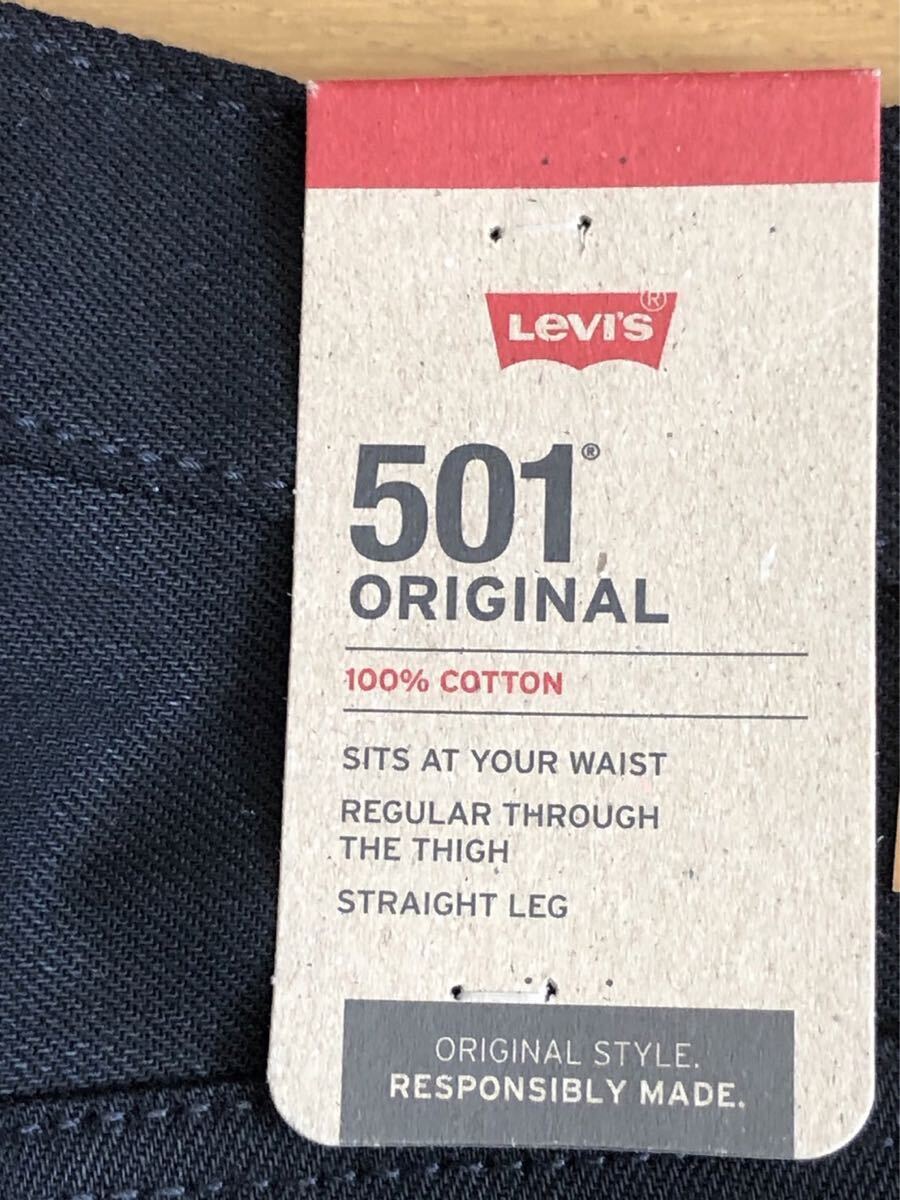 LEVI'S®
501®
ORIGINAL
100% COTTON
SITS AT YOUR WAIST
REGULAR THROUGH
THE THIGH
STRAIGHT LEG
ORIGINAL STYLE.
RESPONSIBLY MADE.